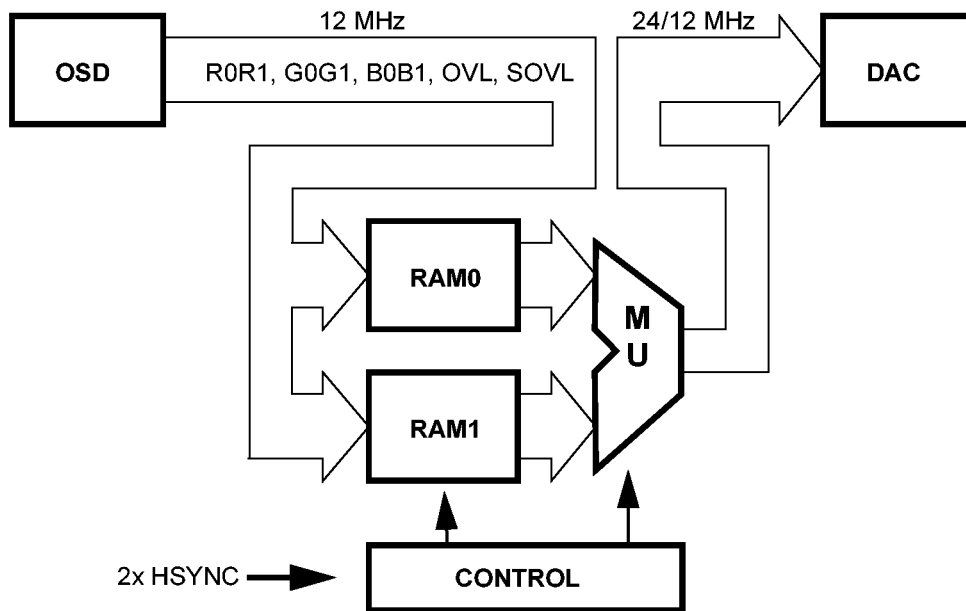 12 MHz
24/12 MHz
OSD
R0R1, G0G1, B0B1, OVL, SOVL
DAC
RAM0
M
U
RAM1
2x HSYNC
CONTROL